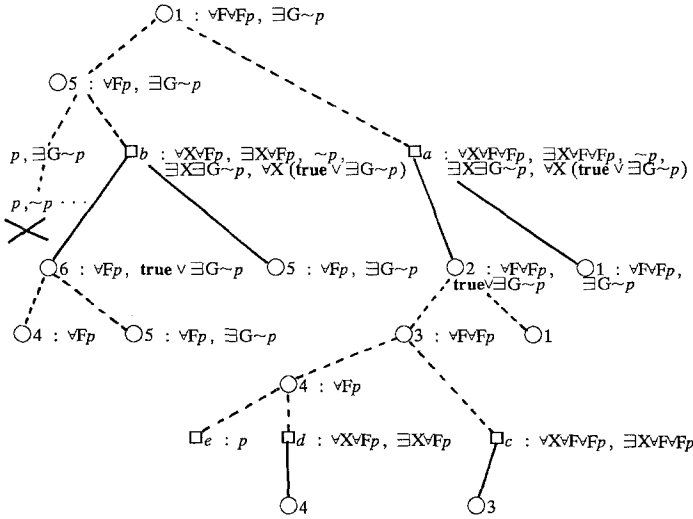 1 : ∀F∀Fp, ∃G~p
5 : ∀Fp, ∃G~p
p, ∃G~p
b : ∀X∀Fp, ∃X∀Fp, ~p,
∃X∃G~p, ∀X (true ∨ ∃G~p)
a : ∀X∀F∀Fp, ∃X∀F∀Fp, ~p,
∃X∃G~p, ∀X (true ∨ ∃G~p)
p, ~p ···
6 : ∀Fp, true ∨ ∃G~p
5 : ∀Fp, ∃G~p
2 : ∀F∀Fp,
true∨∃G~p
1 : ∀F∀Fp,
∃G~p
4 : ∀Fp
5 : ∀Fp, ∃G~p
3 : ∀F∀Fp
1
4 : ∀Fp
e : p
d : ∀X∀Fp, ∃X∀Fp
c : ∀X∀F∀Fp, ∃X∀F∀Fp
4
3